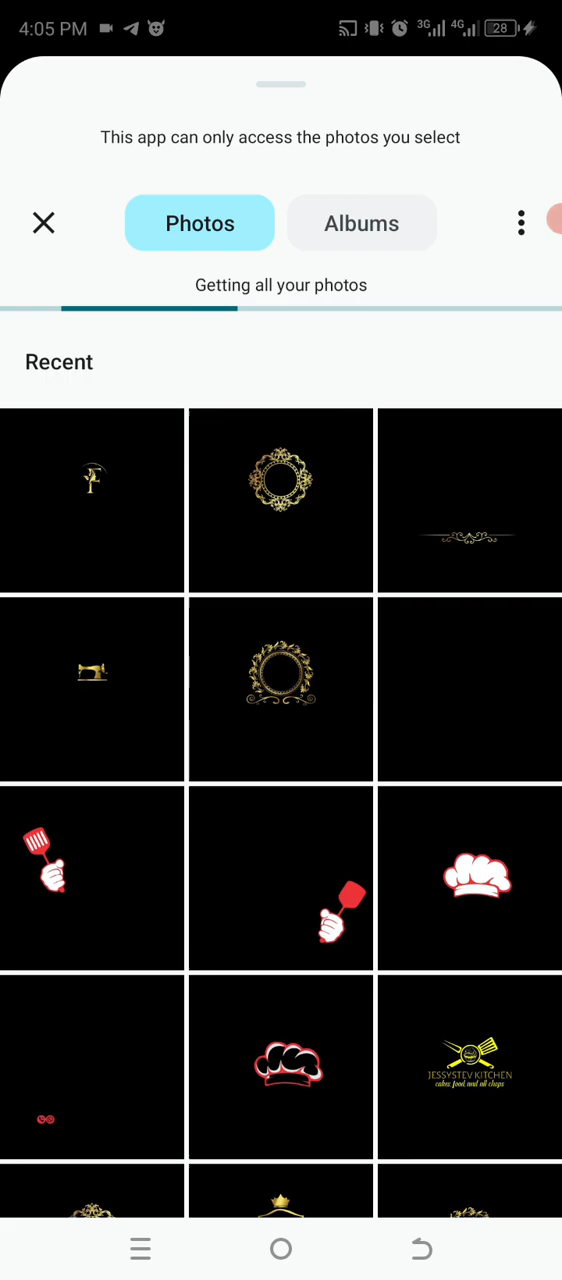 4:05 PM 3G 4G 28
This app can only access the photos you select
Photos Albums
Getting all your photos
Recent
F
JESSYSTEV KITCHEN
cakes, food, and all chops